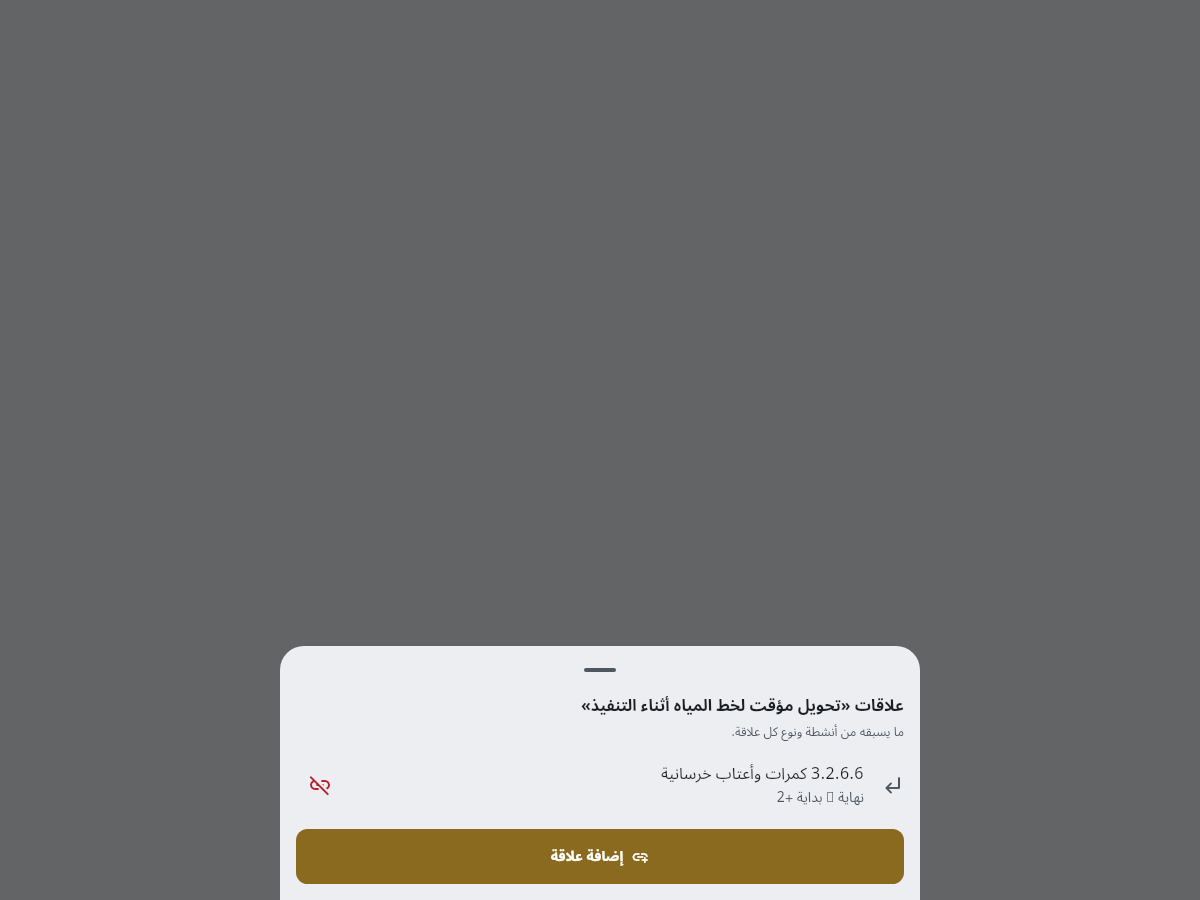 علاقات «تحويل مؤقت لخط المياه أثناء التنفيذ»
ما يسبقه من أنشطة ونوع كل علاقة.
3.2.6.6 كمرات وأعتاب خرسانية
نهاية ▯ بداية +2
إضافة علاقة